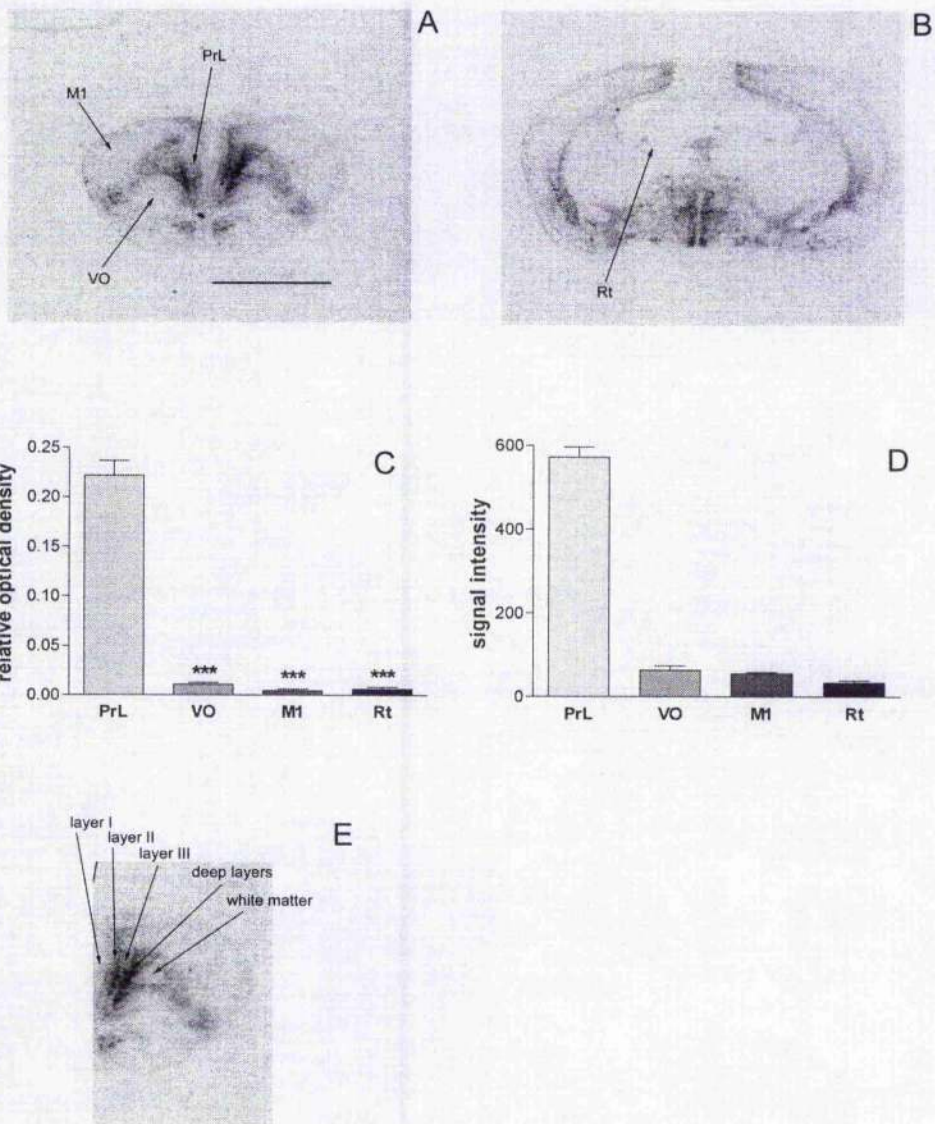 A
PrL
M1
VO
B
Rt
C
relative optical density
0.25
0.20
0.15
0.10
0.05
0.00
***
***
***
PrL
VO
M1
Rt
D
signal intensity
600
400
200
0
PrL
VO
M1
Rt
E
layer I
layer II
layer III
deep layers
white matter